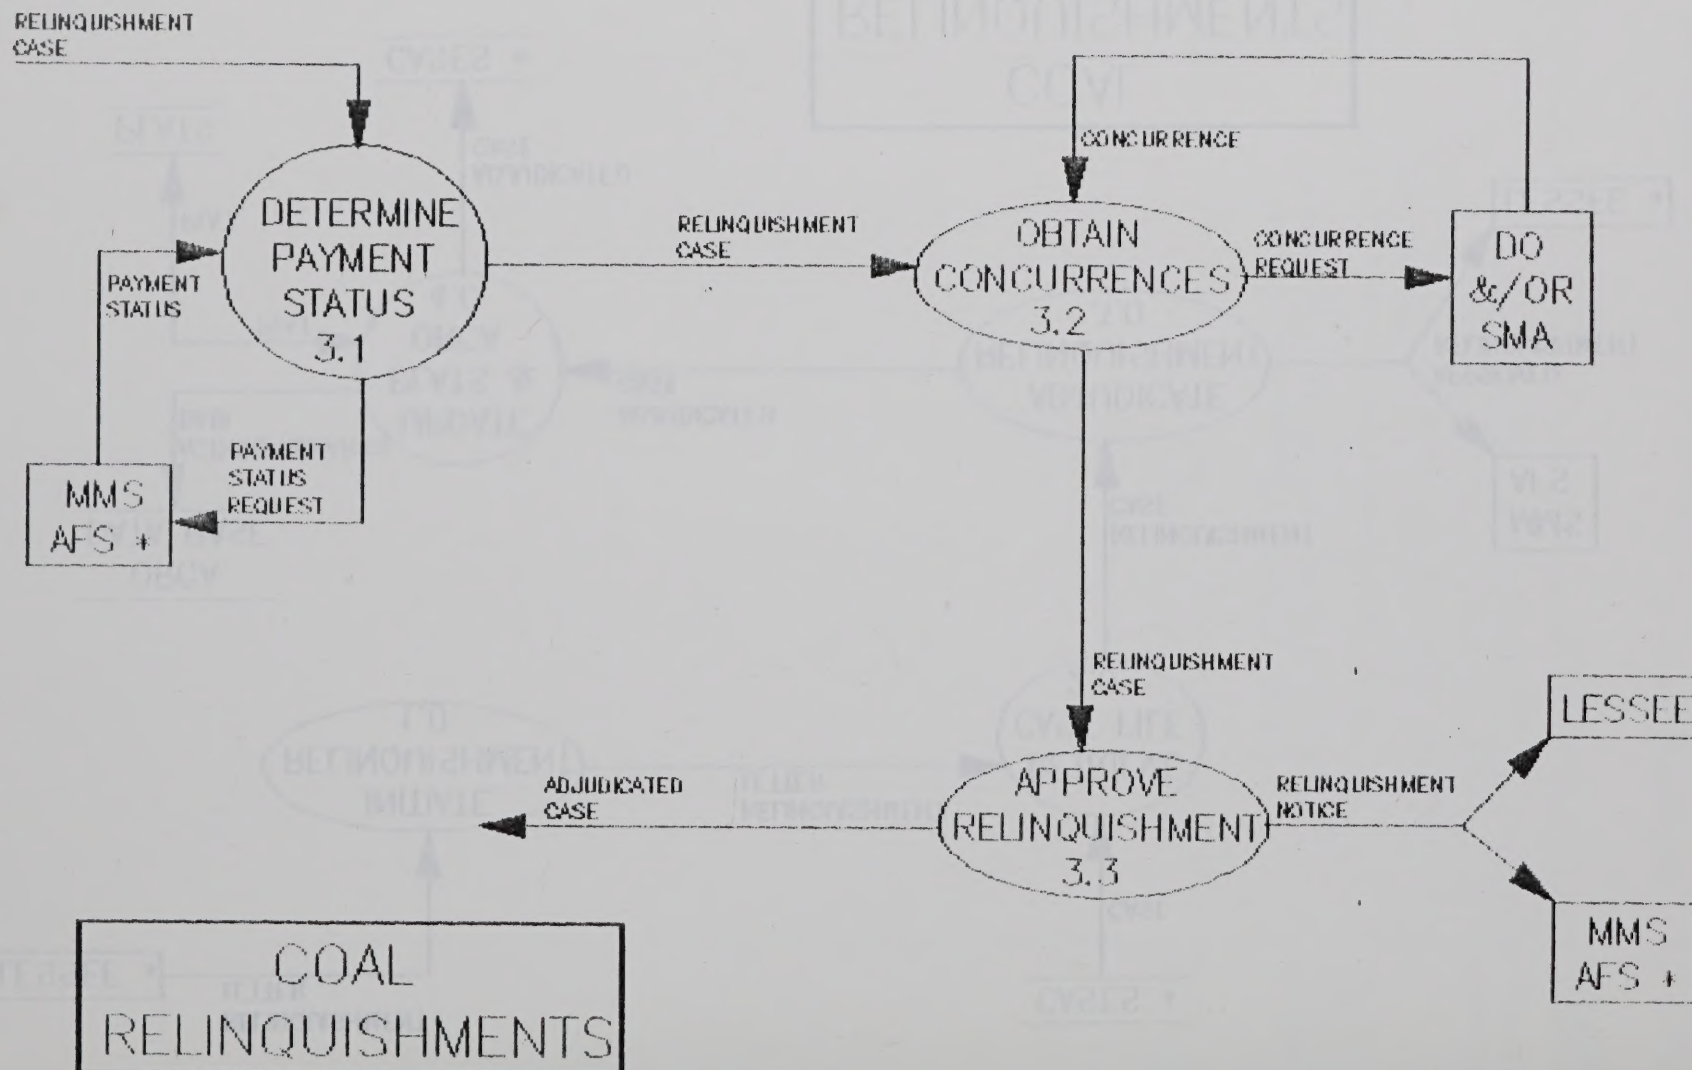 RELINQUISHMENT
CASE
DETERMINE
PAYMENT
STATUS
3.1
PAYMENT
STATUS
PAYMENT
STATUS
REQUEST
MMS
AFS *
RELINQUISHMENT
CASE
CONCURRENCE
OBTAIN
CONCURRENCES
3.2
CONCURRENCE
REQUEST
DO
&/OR
SMA
RELINQUISHMENT
CASE
APPROVE
RELINQUISHMENT
3.3
ADJUDICATED
CASE
RELINQUISHMENT
NOTICE
LESSEE
MMS
AFS *
COAL
RELINQUISHMENTS